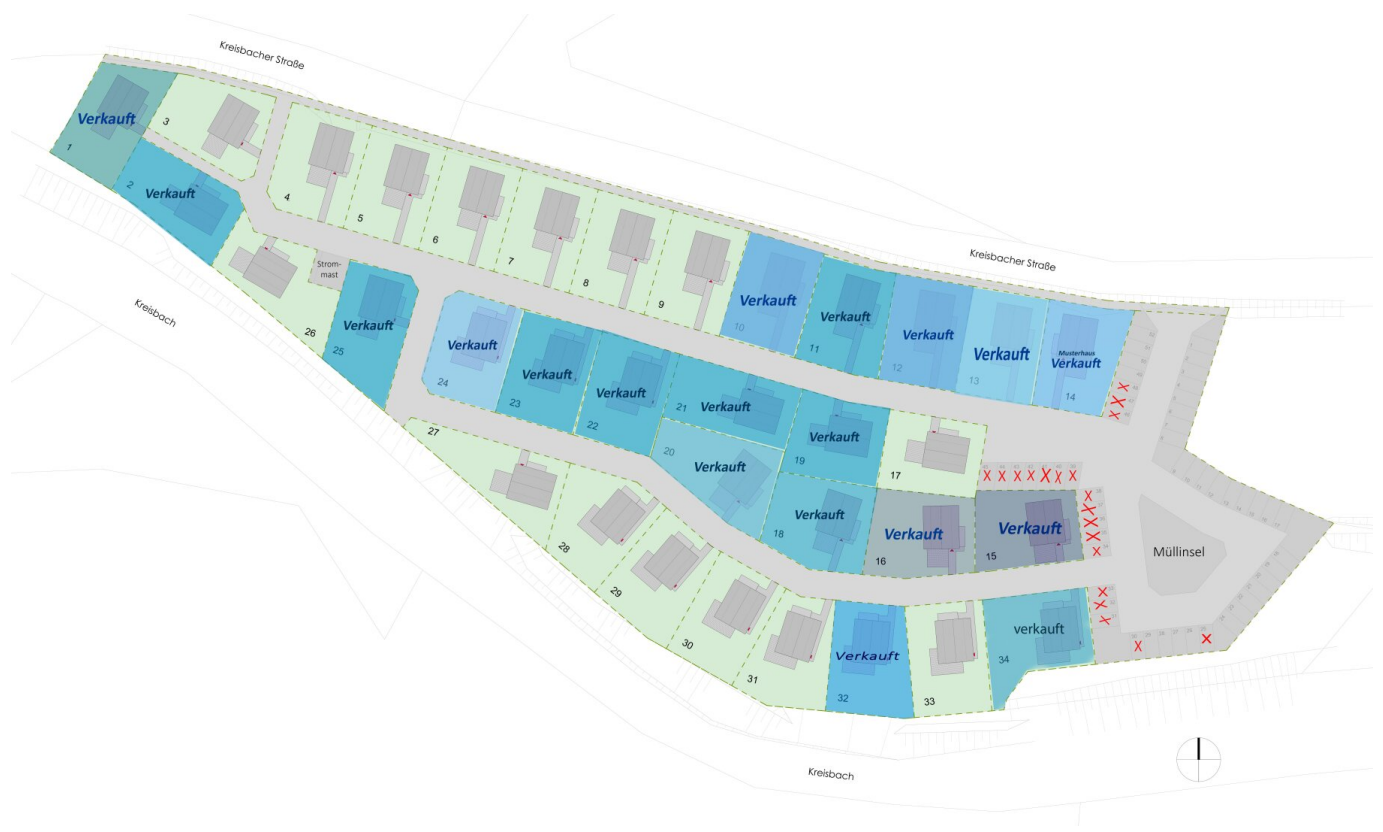 Kreisbacher Straße
Verkauft
1
3
Verkauft
2
4
5
6
7
8
9
Verkauft
10
Verkauft
11
Verkauft
12
Verkauft
13
Musterhaus
Verkauft
14
Kreisbacher Straße
Strom-
mast
26
Kreisbach
Verkauft
25
Verkauft
24
Verkauft
23
Verkauft
22
21
Verkauft
20
Verkauft
Verkauft
19
17
Verkauft
18
Verkauft
16
Verkauft
15
Müllinsel
27
28
29
30
31
Verkauft
32
33
verkauft
34
Kreisbach